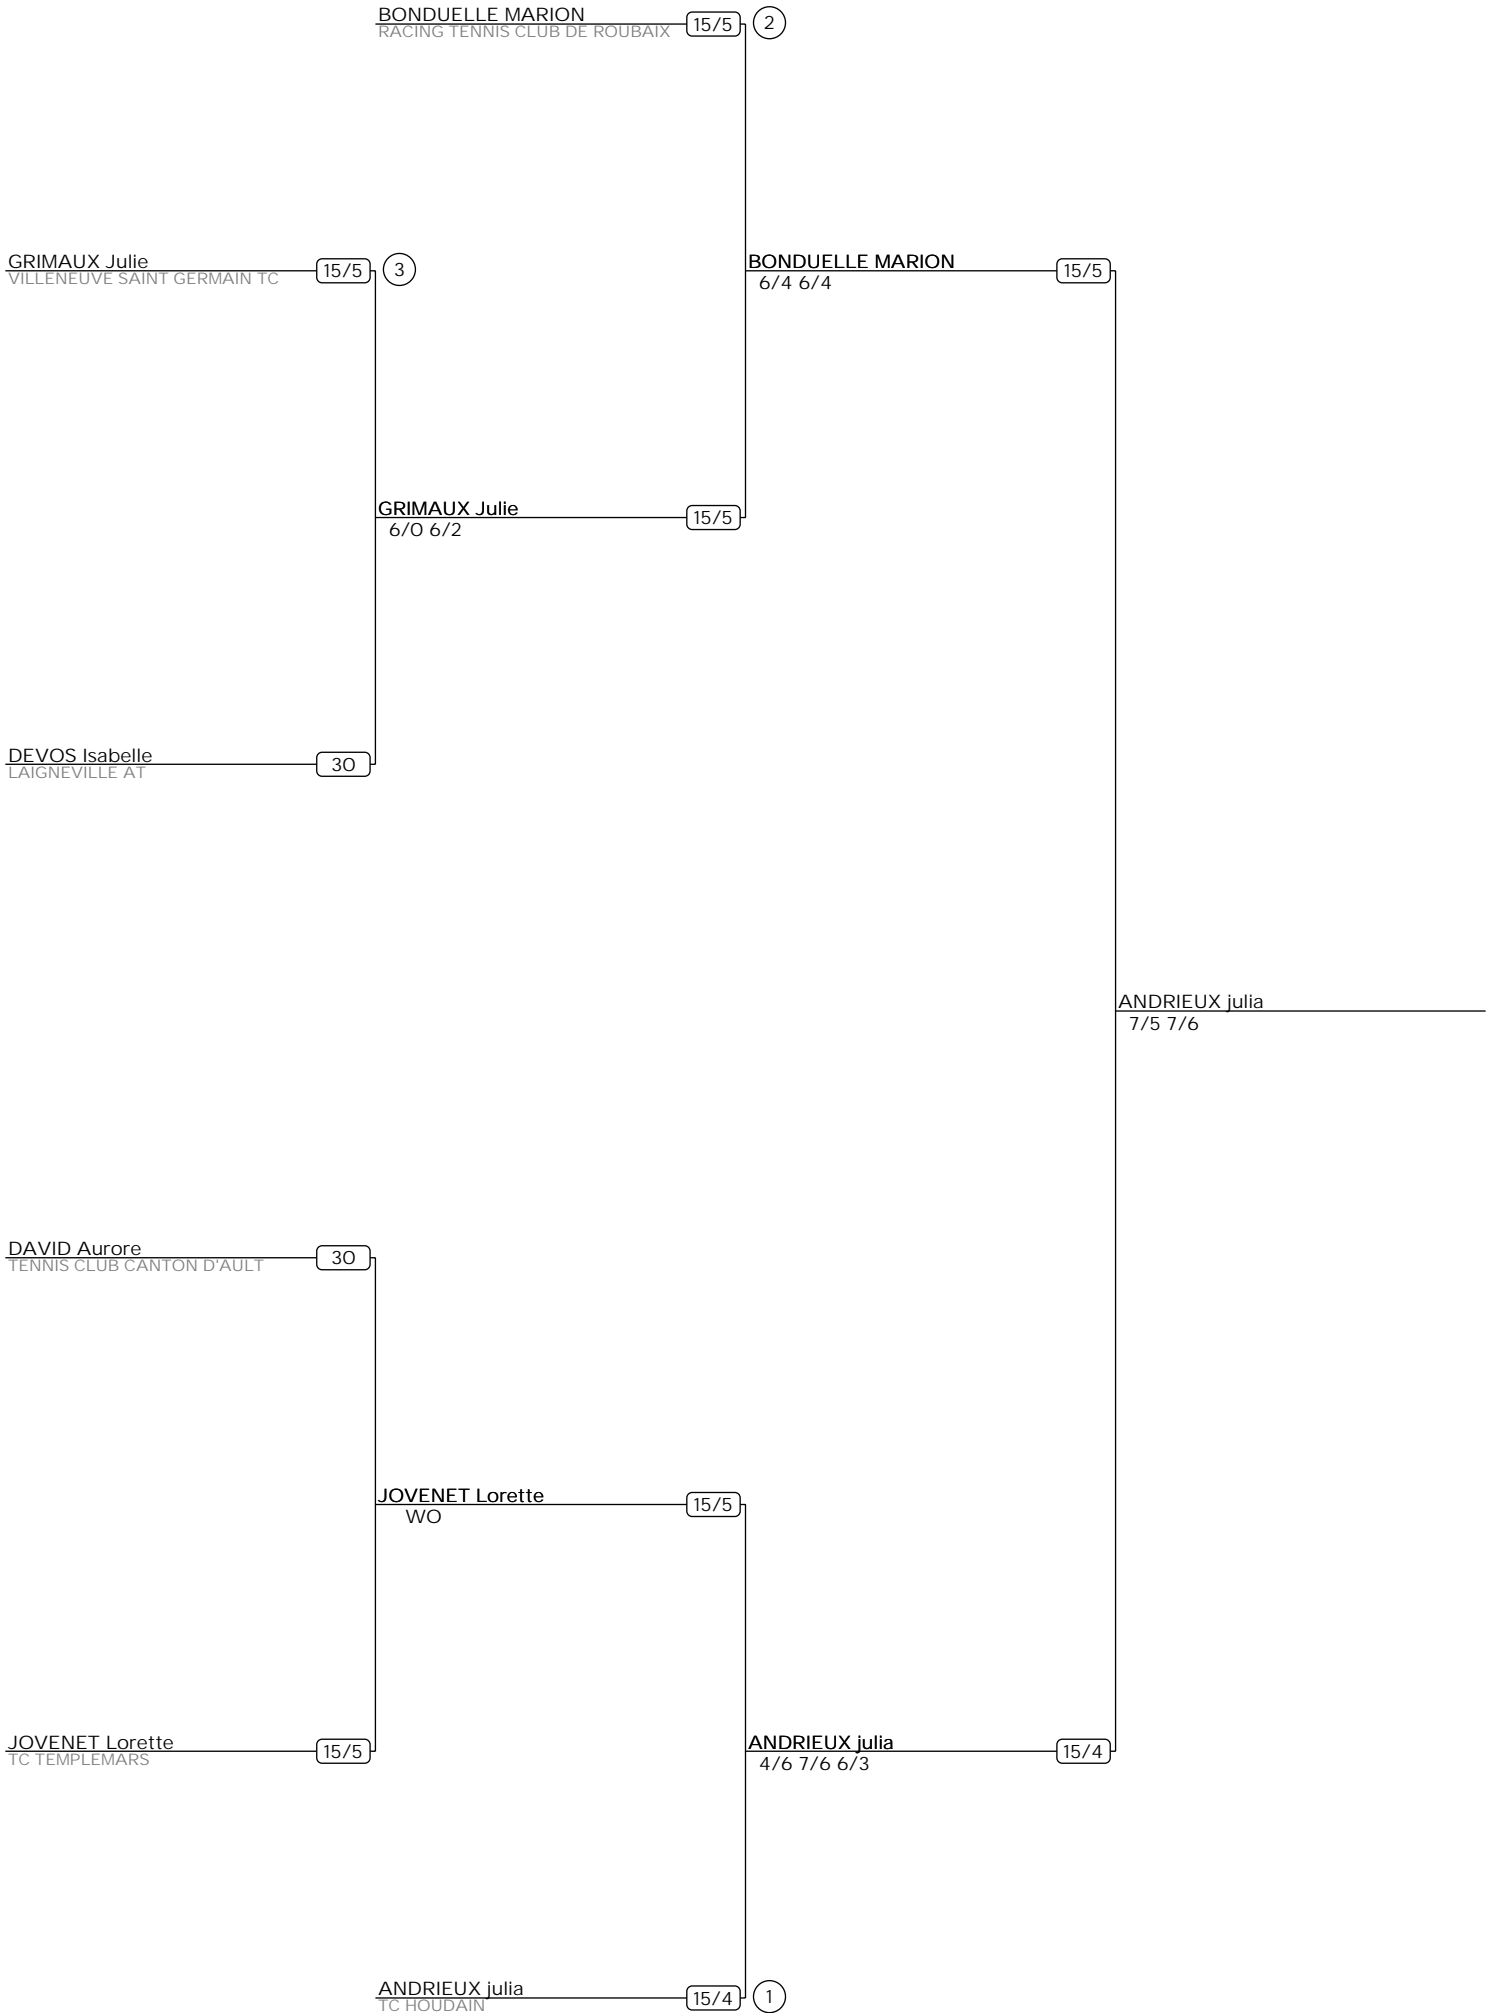 BONDUELLE MARION
15/5
2
RACING TENNIS CLUB DE ROUBAIX
GRIMAUX Julie
15/5
3
VILLENEUVE SAINT GERMAIN TC
BONDUELLE MARION
15/5
6/4 6/4
GRIMAUX Julie
15/5
6/0 6/2
DEVOS Isabelle
30
LAIGNEVILLE AT
ANDRIEUX julia
7/5 7/6
DAVID Aurore
30
TENNIS CLUB CANTON D'AULT
JOVENET Lorette
15/5
WO
JOVENET Lorette
15/5
TC TEMPLEMARS
ANDRIEUX julia
15/4
4/6 7/6 6/3
ANDRIEUX julia
15/4
1
TC HOUDAIN